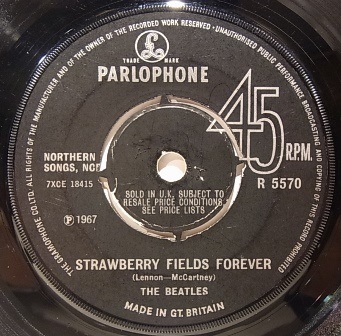 THE GRAMOPHONE CO. LTD. ALL RIGHTS OF THE MANUFACTURER AND OF THE OWNER OF THE RECORDED WORK RESERVED · UNAUTHORISED PUBLIC PERFORMANCE BROADCASTING AND COPYING OF THIS RECORD PROHIBITED
£
TRADE MARK
PARLOPHONE
45 R.P.M.
NORTHERN
SONGS, NCB
7XCE 18415
R 5570
SOLD IN U.K. SUBJECT TO
RESALE PRICE CONDITIONS.
SEE PRICE LISTS
℗ 1967
STRAWBERRY FIELDS FOREVER
(Lennon—McCartney)
THE BEATLES
MADE IN GT. BRITAIN